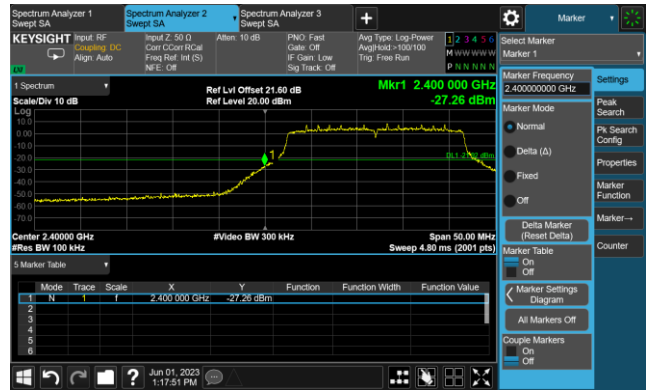 Spectrum Analyzer 1
Swept SA
Spectrum Analyzer 2
Swept SA
Spectrum Analyzer 3
Swept SA
+
Marker
KEYSIGHT
Input: RF
Coupling: DC
Align: Auto
Input Z: 50 Ω
Corr CCorr RCal
Freq Ref: Int (S)
NFE: Off
Atten: 10 dB
PNO: Fast
Gate: Off
IF Gain: Low
Sig Track: Off
Avg Type: Log-Power
Avg|Hold:>100/100
Trig: Free Run
1 2 3 4 5 6
M W W W W W
P N N N N N
Select Marker
Marker 1
1 Spectrum
Scale/Div 10 dB
Ref Lvl Offset 21.60 dB
Ref Level 20.00 dBm
Mkr1 2.400 000 GHz
-27.26 dBm
Log
10.0
0.00
-10.0
-20.0
-30.0
-40.0
-50.0
-60.0
-70.0
1
Center 2.40000 GHz
#Res BW 100 kHz
#Video BW 300 kHz
Span 50.00 MHz
Sweep 4.80 ms (2001 pts)
5 Marker Table
Mode Trace Scale X Y Function Function Width Function Value
1 N 1 f 2.400 000 GHz -27.26 dBm
2
3
4
5
6
Marker Frequency
2.400000000 GHz
Marker Mode
Normal
Delta (Δ)
Fixed
Off
Delta Marker
(Reset Delta)
Marker Table
On
Off
Marker Settings
Diagram
All Markers Off
Couple Markers
On
Off
Settings
Peak
Search
Pk Search
Config
Properties
Marker
Function
Marker→
Counter
?
Jun 01, 2023
1:17:51 PM